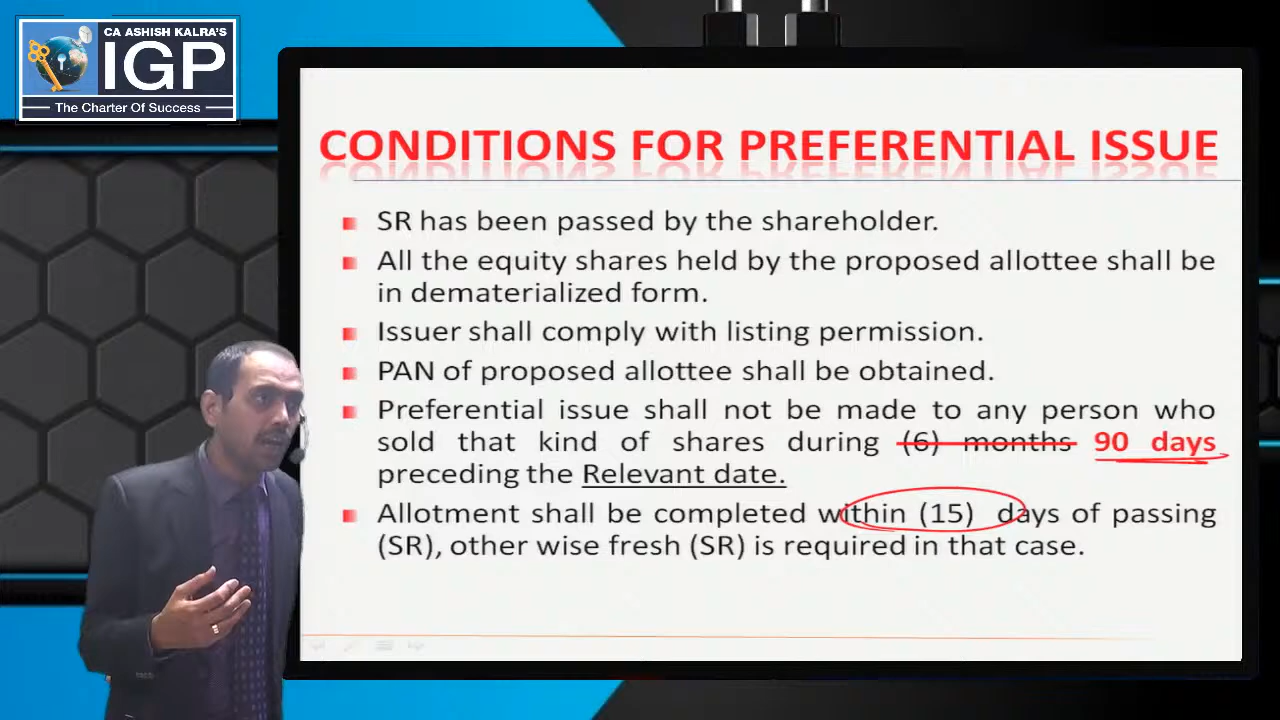 CA ASHISH KALRA'S
IGP
The Charter Of Success
CONDITIONS FOR PREFERENTIAL ISSUE
SR has been passed by the shareholder.
All the equity shares held by the proposed allottee shall be
in dematerialized form.
Issuer shall comply with listing permission.
PAN of proposed allottee shall be obtained.
Preferential issue shall not be made to any person who
sold that kind of shares during (6) months 90 days
preceding the Relevant date.
Allotment shall be completed within (15) days of passing
(SR), other wise fresh (SR) is required in that case.